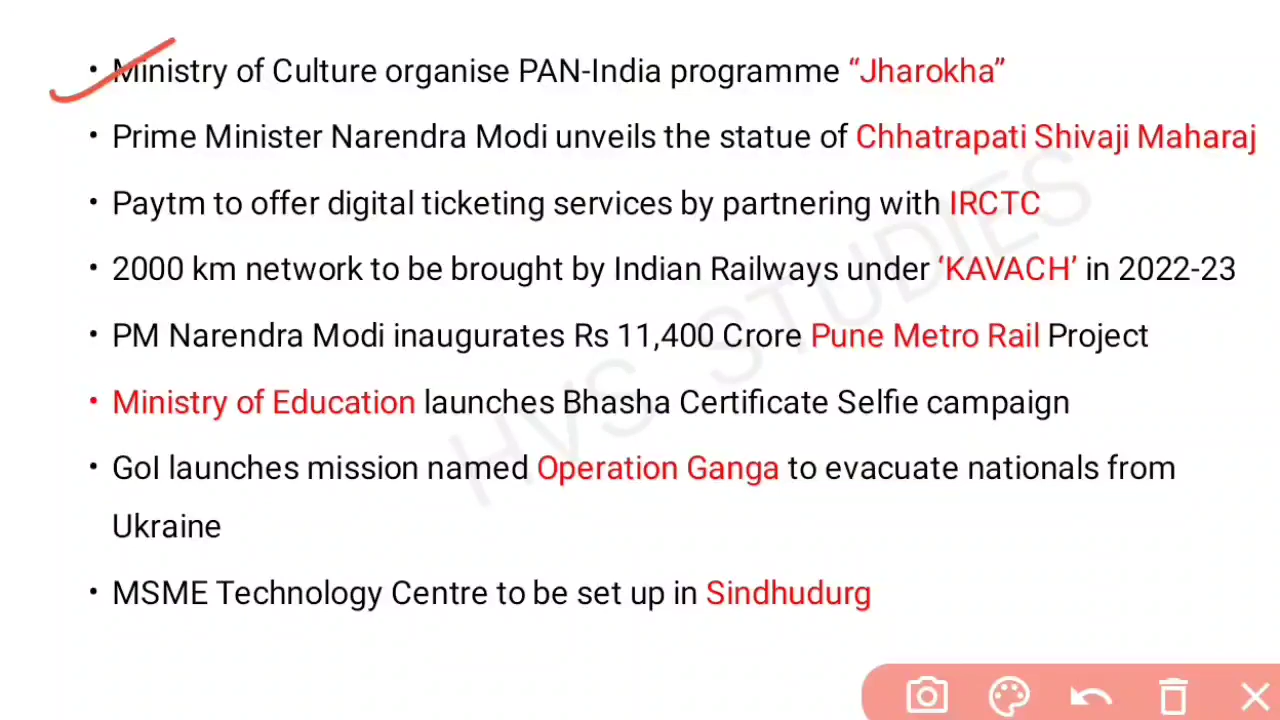 • Ministry of Culture organise PAN-India programme “Jharokha”
• Prime Minister Narendra Modi unveils the statue of Chhatrapati Shivaji Maharaj
• Paytm to offer digital ticketing services by partnering with IRCTC
• 2000 km network to be brought by Indian Railways under ‘KAVACH’ in 2022-23
• PM Narendra Modi inaugurates Rs 11,400 Crore Pune Metro Rail Project
• Ministry of Education launches Bhasha Certificate Selfie campaign
• GoI launches mission named Operation Ganga to evacuate nationals from
Ukraine
• MSME Technology Centre to be set up in Sindhudurg
HVS STUDIES